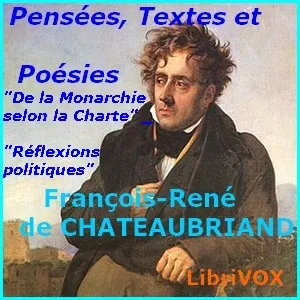 Pensées, Textes et
Poésies
"De la Monarchie
selon la Charte"_
"Réflexions
politiques"
François-René
de CHATEAUBRIAND
LibriVOX